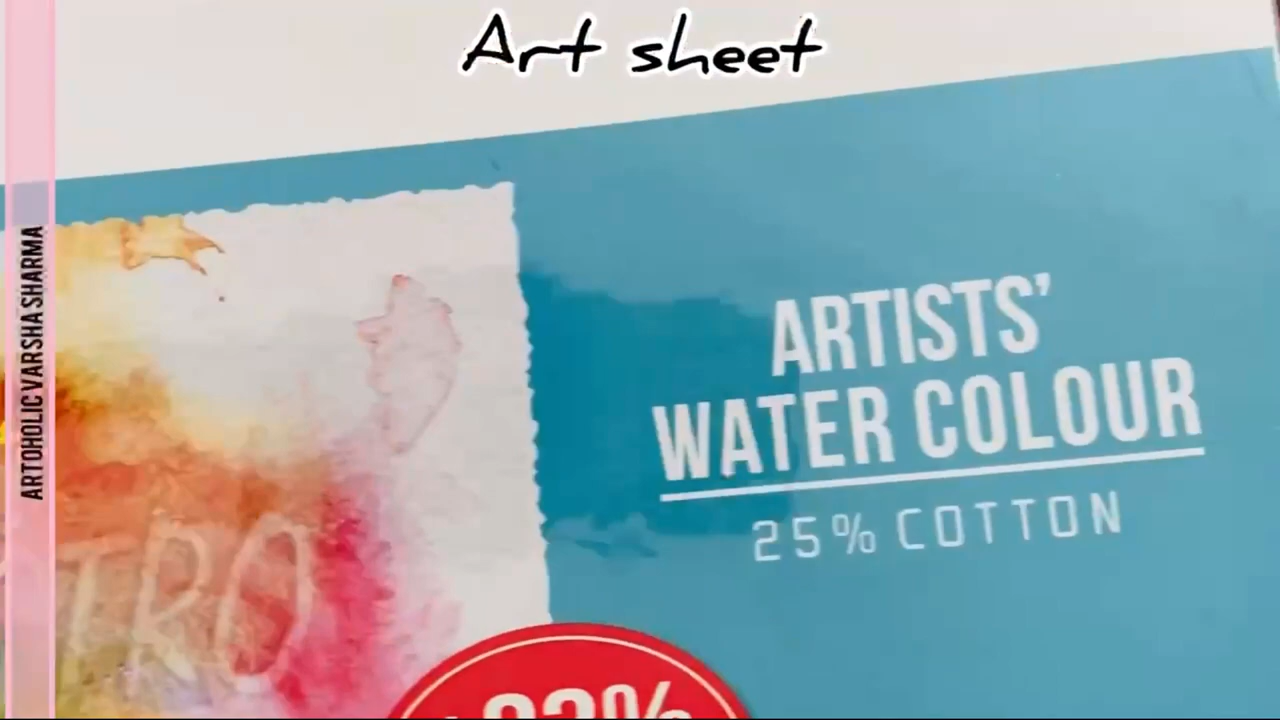 Art sheet
ARTOHOLIC VARSHA SHARMA
ARTISTS'
WATER COLOUR
25% COTTON